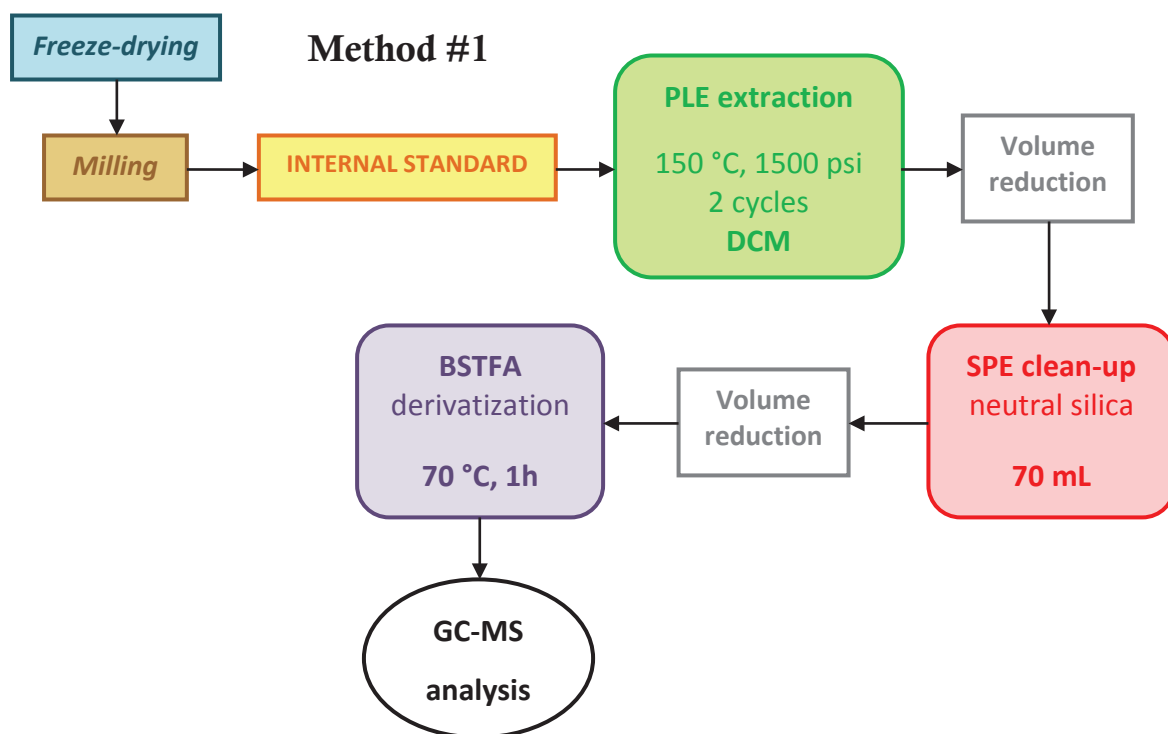 Freeze-drying
Method #1
Milling
INTERNAL STANDARD
PLE extraction
150 °C, 1500 psi
2 cycles
DCM
Volume
reduction
SPE clean-up
neutral silica
70 mL
Volume
reduction
BSTFA
derivatization
70 °C, 1h
GC-MS
analysis